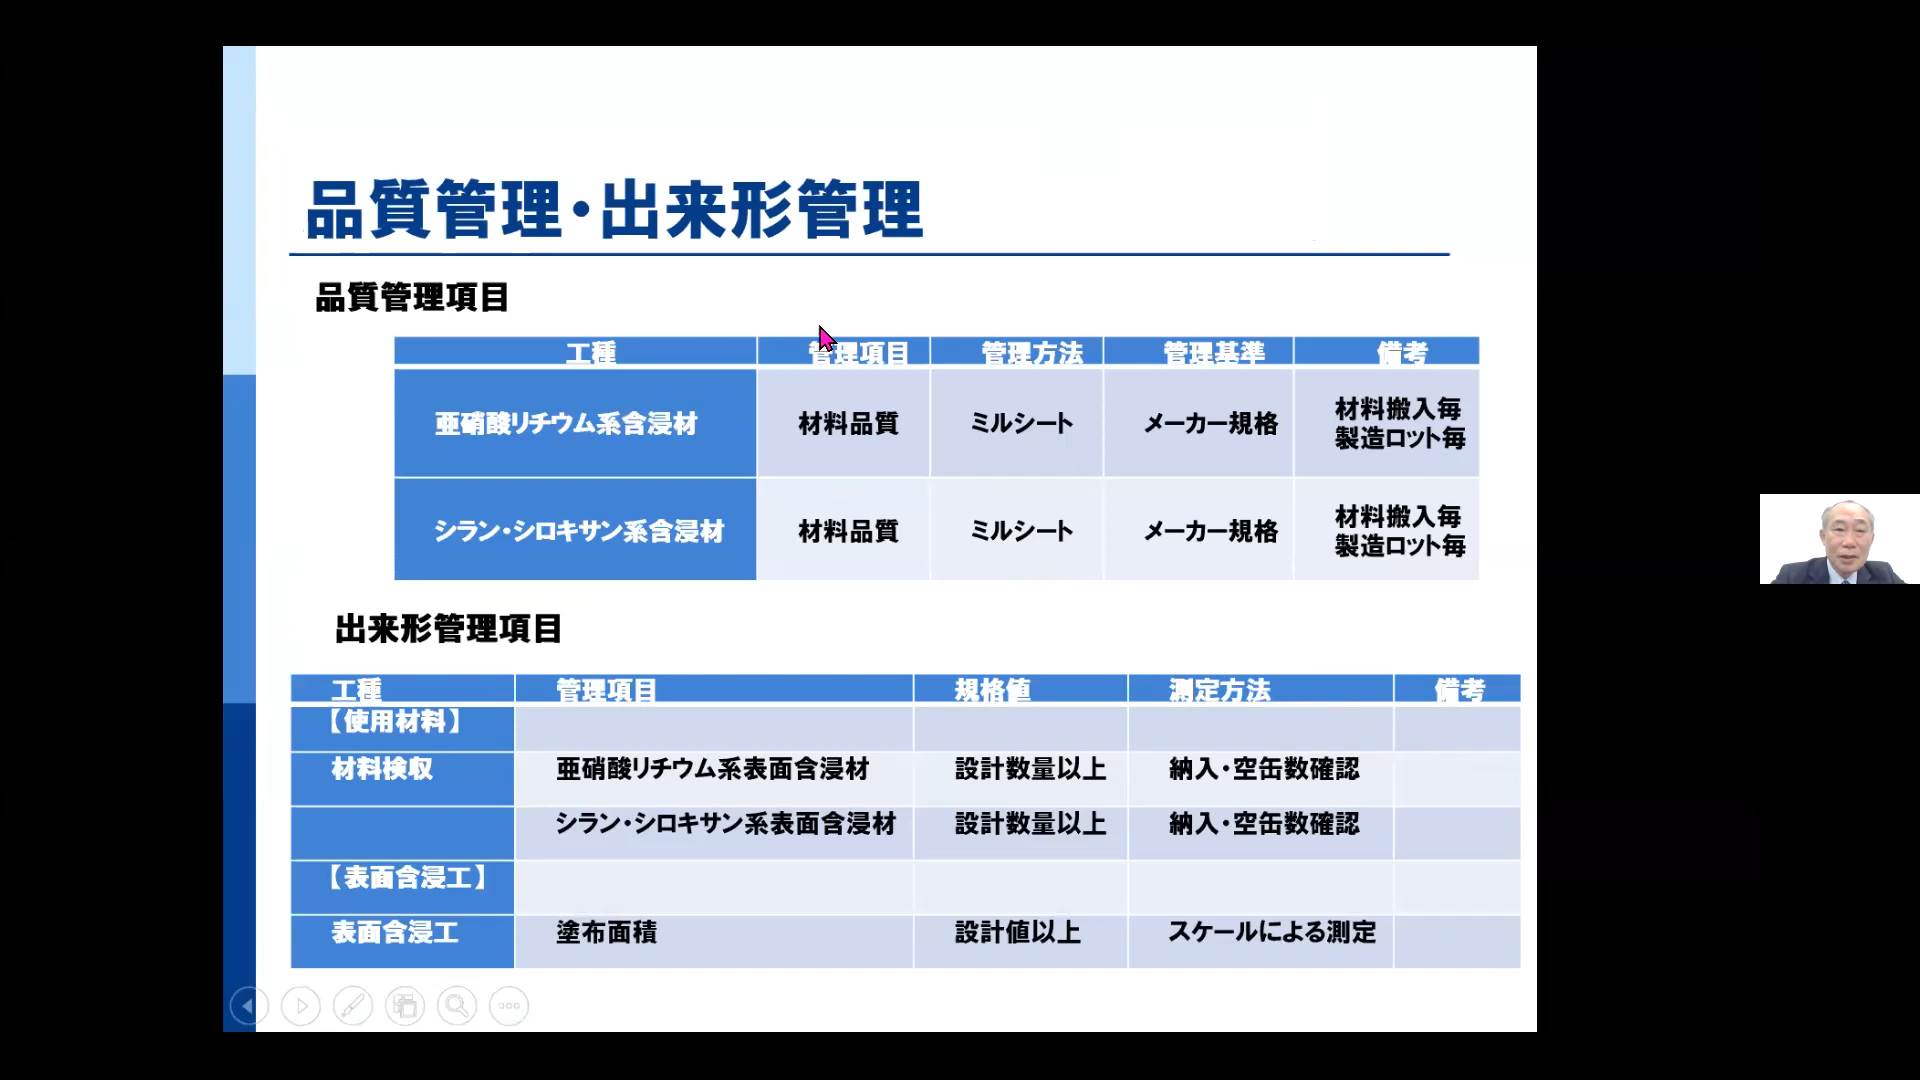 品質管理・出来形管理
品質管理項目
工種 管理項目 管理方法 管理基準 備考
亜硝酸リチウム系含浸材 材料品質 ミルシート メーカー規格 材料搬入毎
製造ロット毎
シラン・シロキサン系含浸材 材料品質 ミルシート メーカー規格 材料搬入毎
製造ロット毎
出来形管理項目
工種 管理項目 規格値 測定方法 備考
【使用材料】
材料検収 亜硝酸リチウム系表面含浸材 設計数量以上 納入・空缶数確認
シラン・シロキサン系表面含浸材 設計数量以上 納入・空缶数確認
【表面含浸工】
表面含浸工 塗布面積 設計値以上 スケールによる測定